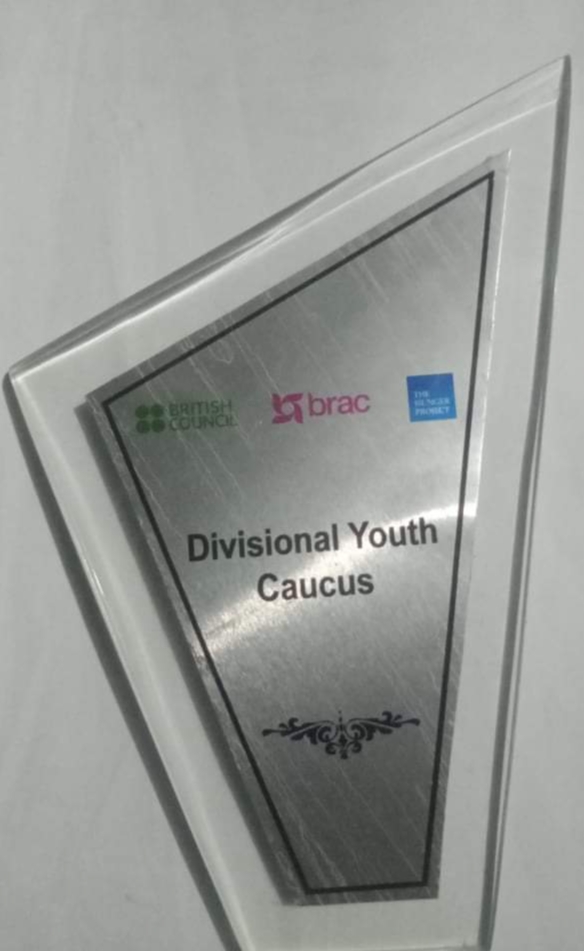 BRITISH
COUNCIL
brac
THE
HUNGER
PROJECT
Divisional Youth
Caucus